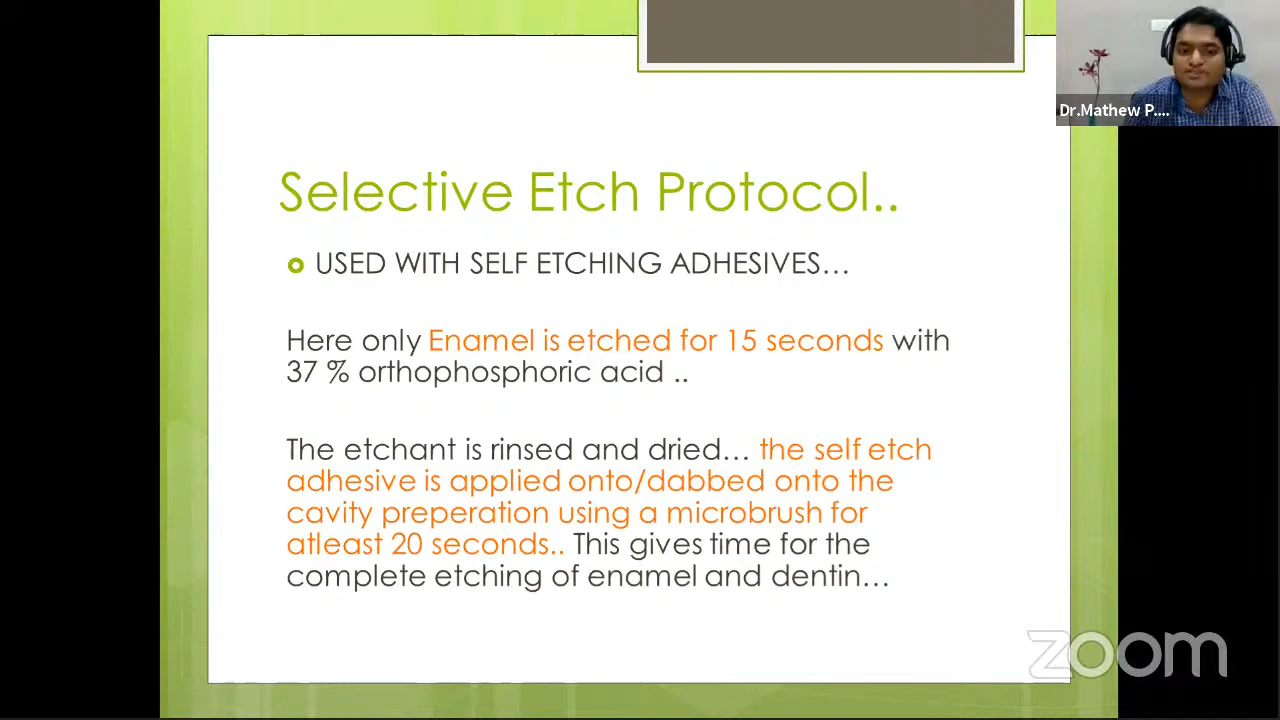 Selective Etch Protocol..
USED WITH SELF ETCHING ADHESIVES...
Here only Enamel is etched for 15 seconds with
37 % orthophosphoric acid ..
The etchant is rinsed and dried... the self etch
adhesive is applied onto/dabbed onto the
cavity preperation using a microbrush for
atleast 20 seconds.. This gives time for the
complete etching of enamel and dentin...
Dr.Mathew P....
zoom